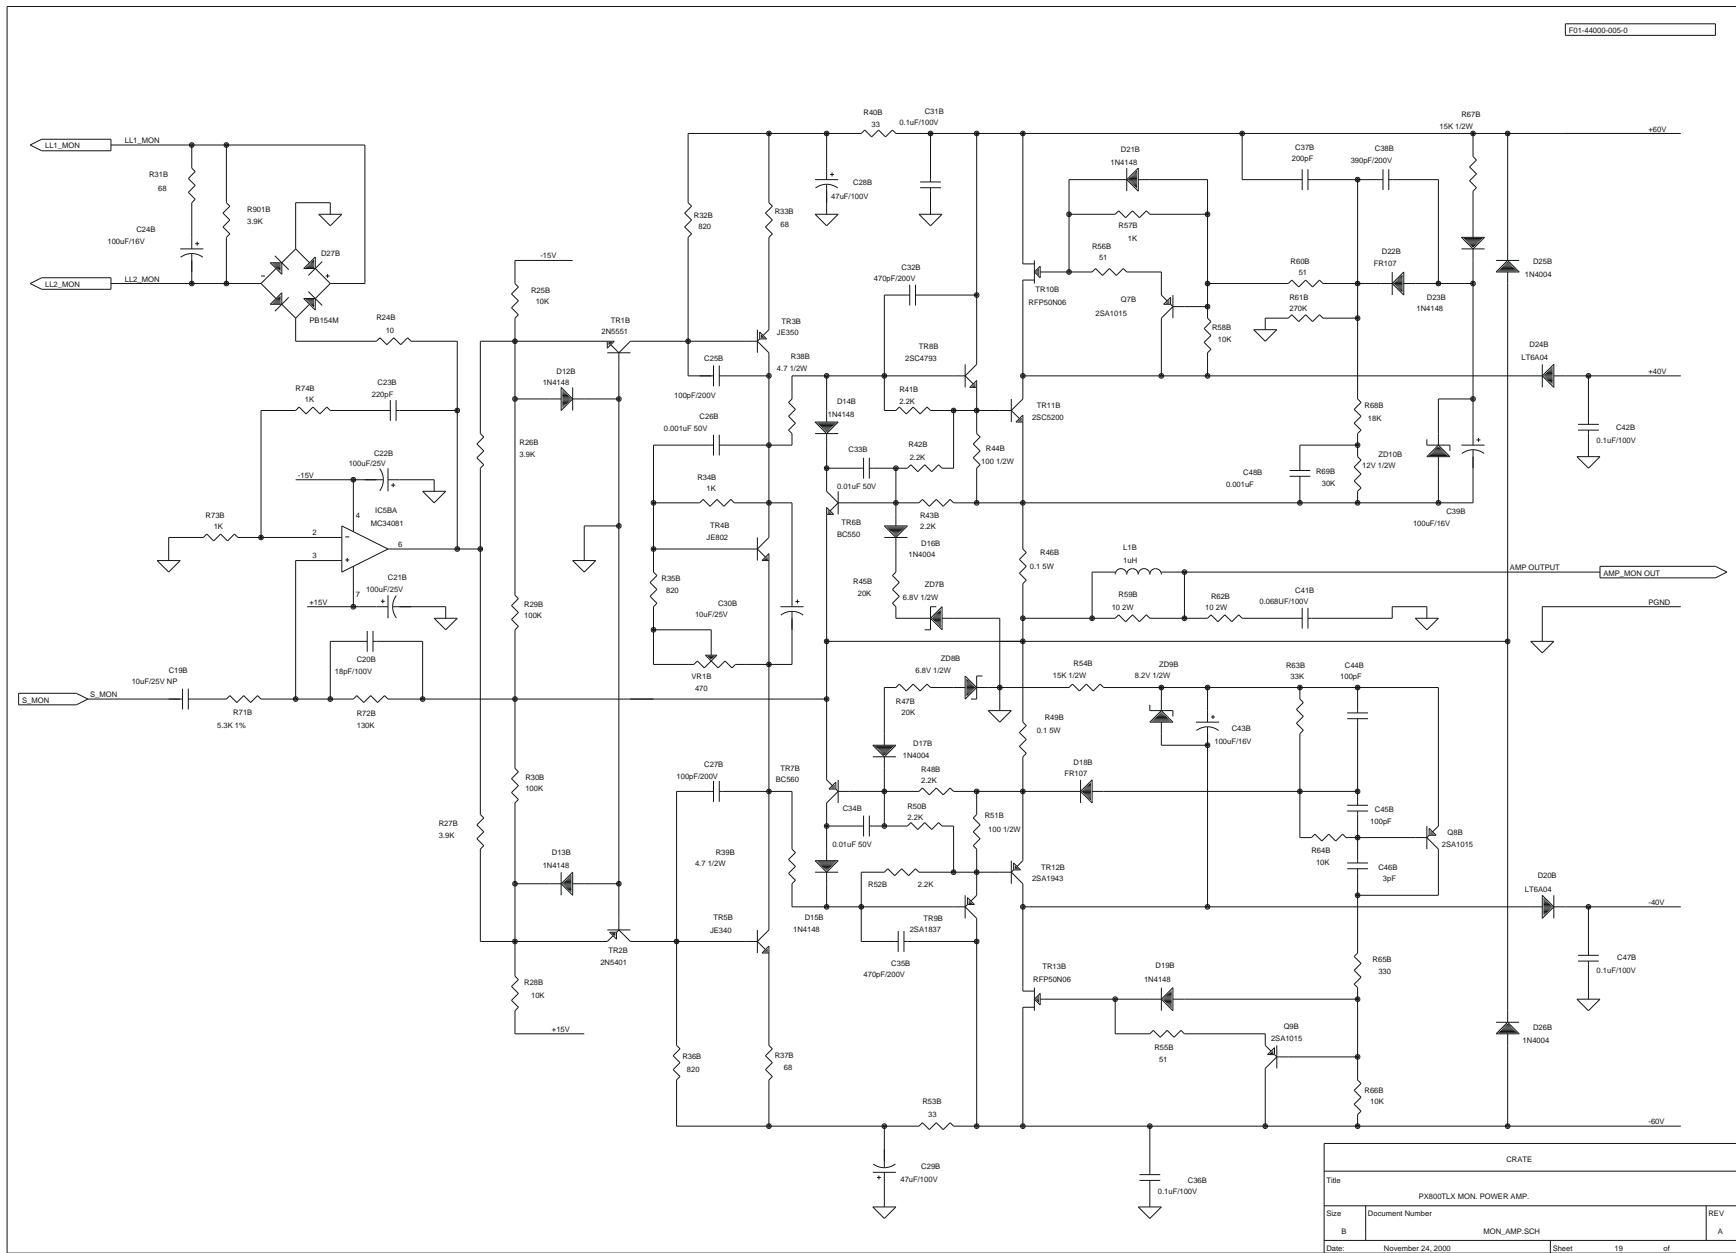 F01-44000-005-0
LL1_MON
LL1_MON
R31B
68
R901B
3.9K
C24B
100uF/16V
D27B
LL2_MON
LL2_MON
PB154M
R24B
10
R74B
1K
C23B
220pF
C22B
100uF/25V
-15V
+
IC5BA
MC34081
R73B
1K
4
2
3
6
7
C21B
100uF/25V
+15V
C20B
18pF/100V
C19B
10uF/25V NP
S_MON
S_MON
R71B
5.3K 1%
R72B
130K
-15V
R25B
10K
TR1B
2N5551
D12B
1N4148
R26B
3.9K
R29B
100K
R30B
100K
R27B
3.9K
D13B
1N4148
TR2B
2N5401
R28B
10K
+15V
R40B
33
C31B
0.1uF/100V
C28B
47uF/100V
R32B
820
R33B
68
C32B
470pF/200V
TR3B
JE350
C25B
100pF/200V
R38B
4.7 1/2W
TR8B
2SC4793
C26B
0.001uF 50V
D14B
1N4148
R41B
2.2K
TR11B
2SC5200
R42B
2.2K
C33B
0.01uF 50V
R44B
100 1/2W
R34B
1K
TR4B
JE802
TR6B
BC550
R43B
2.2K
D16B
1N4004
R46B
0.1 5W
R35B
820
C30B
10uF/25V
R45B
20K
ZD7B
6.8V 1/2W
VR1B
470
ZD8B
6.8V 1/2W
R47B
20K
R54B
15K 1/2W
ZD9B
8.2V 1/2W
R49B
0.1 5W
C43B
100uF/16V
C27B
100pF/200V
TR7B
BC560
D17B
1N4004
R48B
2.2K
D18B
FR107
C34B
0.01uF 50V
R50B
2.2K
R51B
100 1/2W
R39B
4.7 1/2W
TR12B
2SA1943
R52B
2.2K
D15B
1N4148
TR5B
JE340
TR9B
2SA1837
C35B
470pF/200V
TR13B
RFP50N06
D19B
1N4148
R55B
51
Q9B
2SA1015
R36B
820
R37B
68
R53B
33
C29B
47uF/100V
C36B
0.1uF/100V
D21B
1N4148
R57B
1K
R56B
51
TR10B
RFP50N06
Q7B
2SA1015
R58B
10K
C37B
200pF
C38B
390pF/200V
R67B
15K 1/2W
+60V
R60B
51
D22B
FR107
R61B
270K
D23B
1N4148
D25B
1N4004
D24B
LT6A04
+40V
R68B
18K
ZD10B
12V 1/2W
C42B
0.1uF/100V
C48B
0.001uF
R69B
30K
C39B
100uF/16V
L1B
1uH
R59B
10 2W
R62B
10 2W
C41B
0.068UF/100V
AMP OUTPUT
AMP_MON OUT
PGND
R63B
33K
C44B
100pF
C45B
100pF
R64B
10K
Q8B
2SA1015
C46B
3pF
D20B
LT6A04
-40V
R65B
330
C47B
0.1uF/100V
D26B
1N4004
R66B
10K
-60V
CRATE
Title
PX800TLX MON. POWER AMP.
Size
Document Number
REV
B
MON_AMP.SCH
A
Date:
November 24, 2000
Sheet
19
of